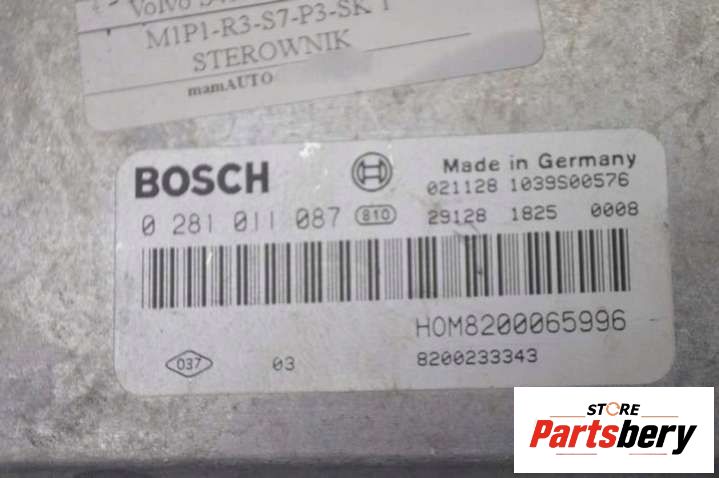 Volvo
M1P1-R3-S7-P3-SK 1
STEROWNIK
mamAUTO
BOSCH
Made in Germany
021128 1039S00576
0 281 011 087 810 29128 1825 0008
HOM8200065996
037 03 8200233343
STORE
Partsbery